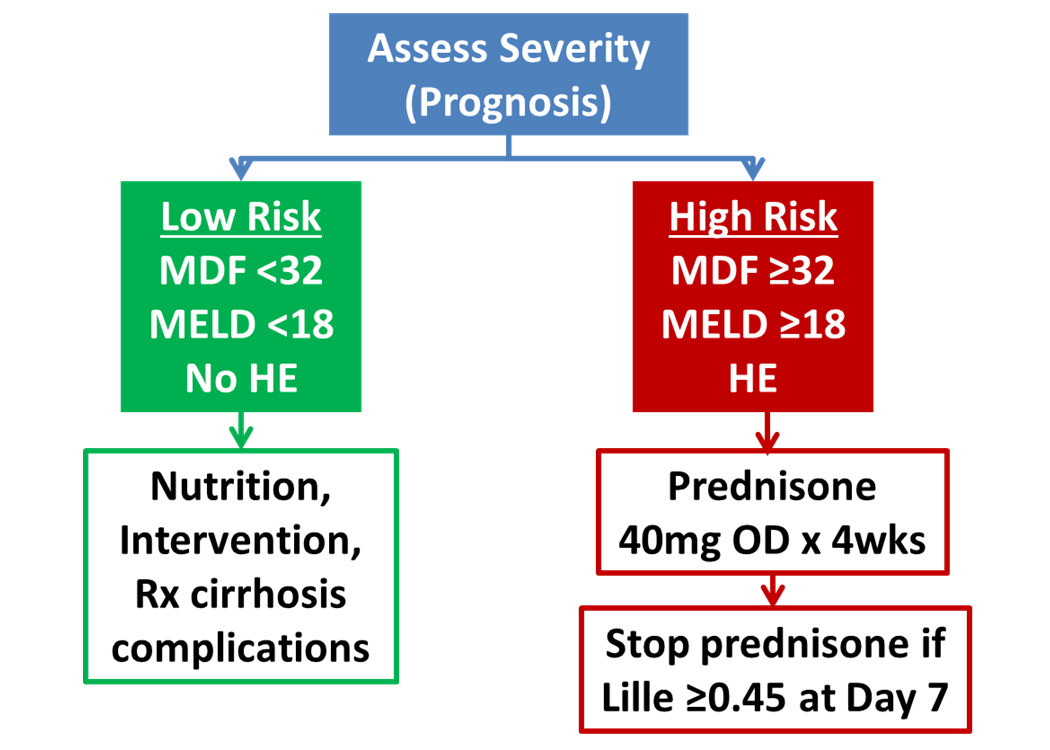 Assess Severity
(Prognosis)
Low Risk
MDF <32
MELD <18
No HE
High Risk
MDF ≥32
MELD ≥18
HE
Nutrition,
Intervention,
Rx cirrhosis
complications
Prednisone
40mg OD x 4wks
Stop prednisone if
Lille ≥0.45 at Day 7